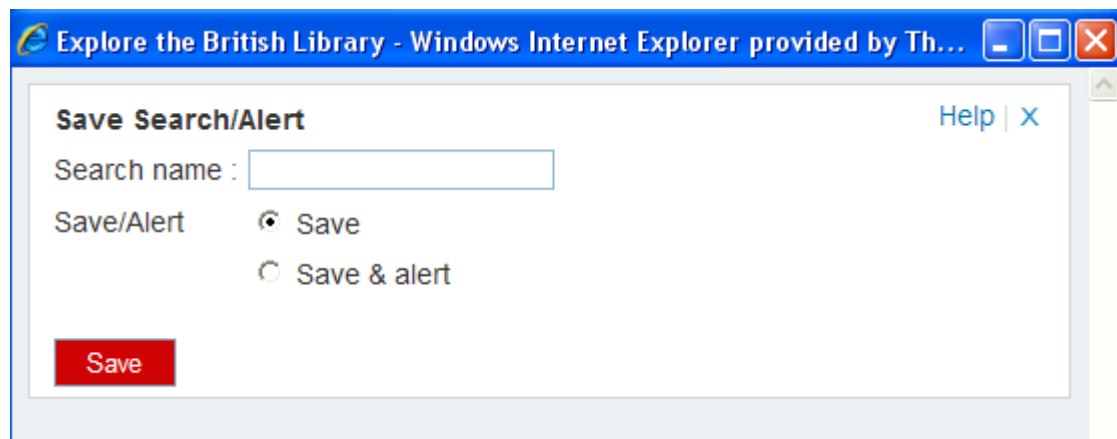 Explore the British Library - Windows Internet Explorer provided by Th...
Save Search/Alert Help | X
Search name :
Save/Alert Save
Save & alert
Save